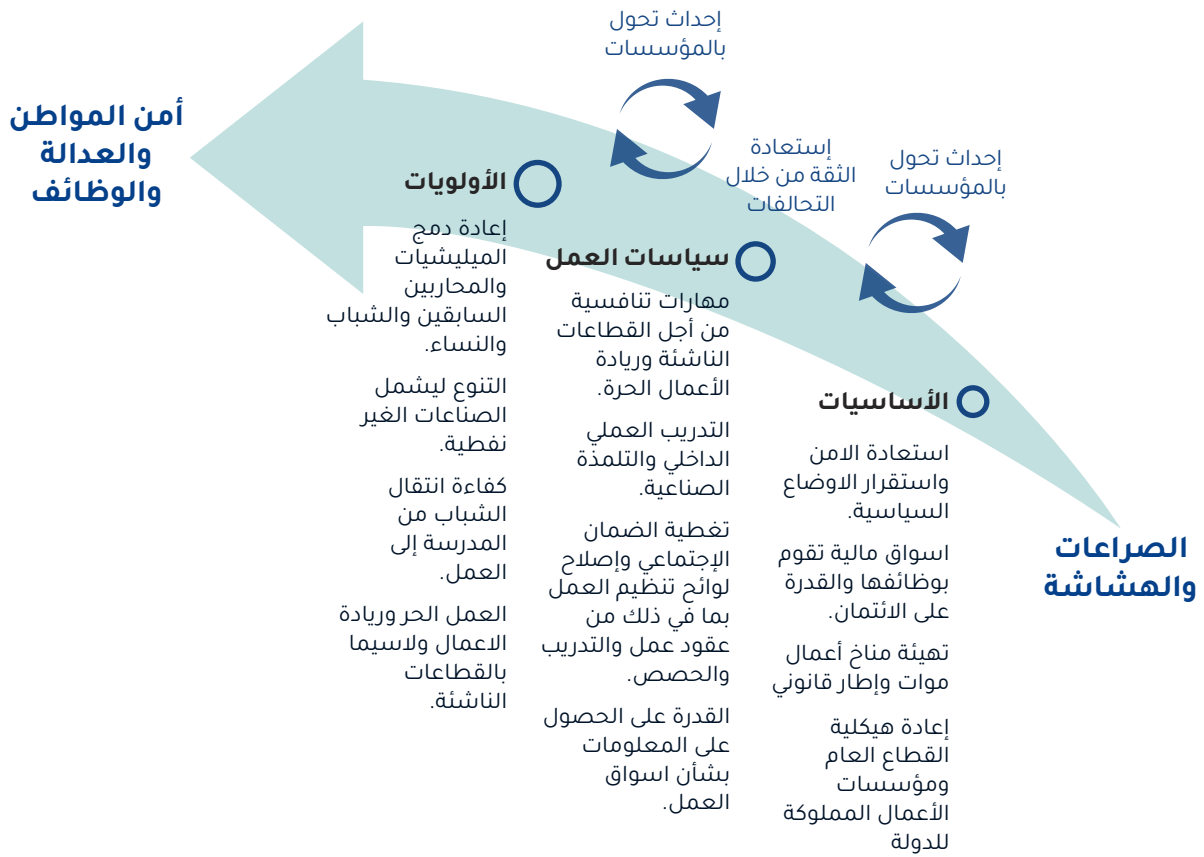 إحداث تحول
بالمؤسسات
إستعادة
الثقة من خلال
التحالفات
إحداث تحول
بالمؤسسات
الصراعات
والهشاشة
الأساسيات
استعادة الامن
واستقرار الاوضاع
السياسية.
اسواق مالية تقوم
بوظائفها والقدرة
على الائتمان.
تهيئة مناخ أعمال
موات وإطار قانوني
إعادة هيكلية
القطاع العام
ومؤسسات
الأعمال المملوكة
للدولة
سياسات العمل
مهارات تنافسية
من أجل القطاعات
الناشئة وريادة
الأعمال الحرة.
التدريب العملي
الداخلي والتلمذة
الصناعية.
تغطية الضمان
الإجتماعي وإصلاح
لوائح تنظيم العمل
بما في ذلك من
عقود عمل والتدريب
والحصص.
القدرة على الحصول
على المعلومات
بشأن اسواق
العمل.
الأولويات
إعادة دمج
الميليشيات
والمحاربين
السابقين والشباب
والنساء.
التنوع ليشمل
الصناعات الغير
نفطية.
كفاءة انتقال
الشباب من
المدرسة إلى
العمل.
العمل الحر وريادة
الاعمال ولاسيما
بالقطاعات
الناشئة.
أمن المواطن
والعدالة
والوظائف